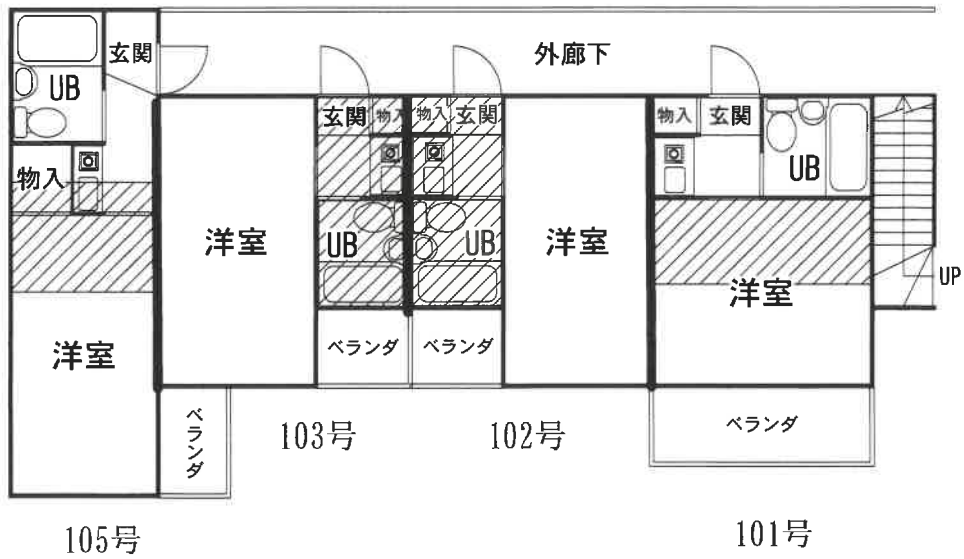 外廊下
玄関
UB
物入
洋室
ベランダ
105号
玄関
物入
洋室
UB
ベランダ
103号
物入
玄関
UB
洋室
ベランダ
102号
物入
玄関
UB
洋室
ベランダ
101号
UP